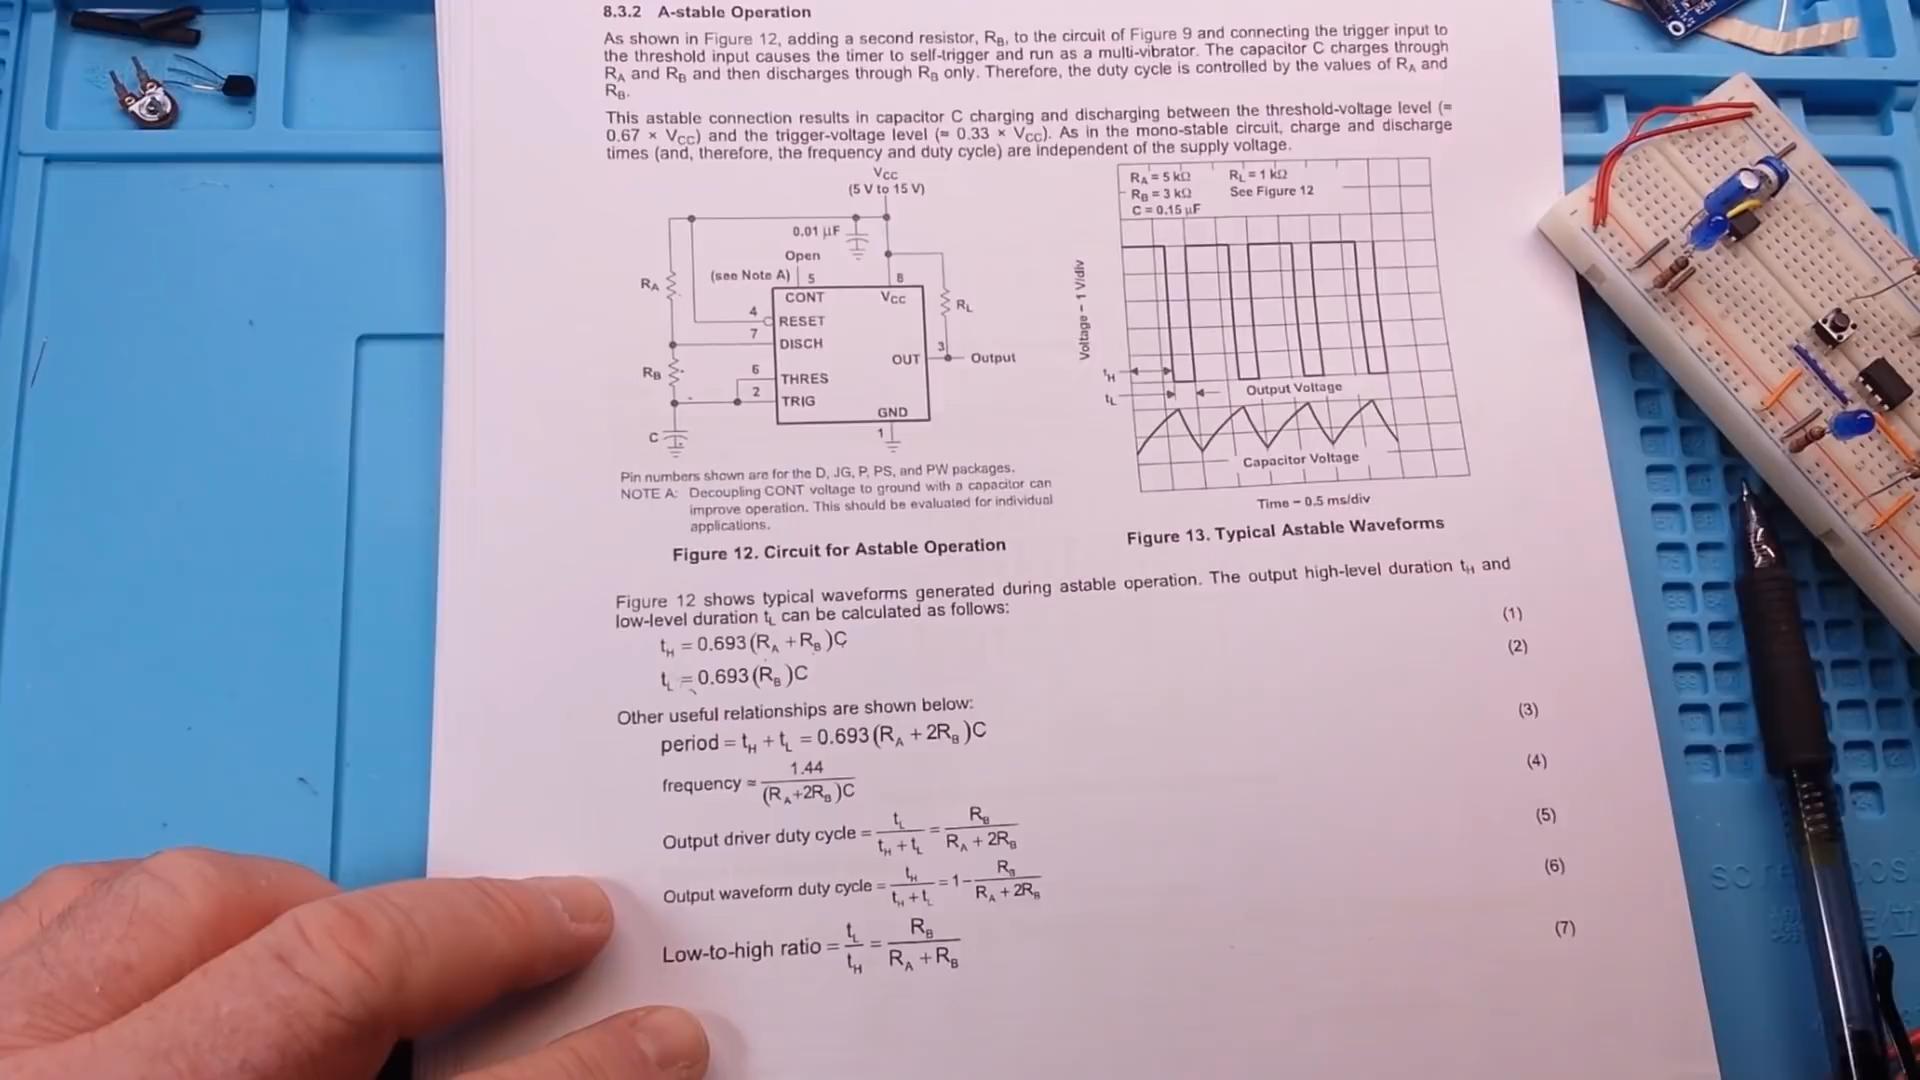 8.3.2 A-stable Operation
As shown in Figure 12, adding a second resistor, RB, to the circuit of Figure 9 and connecting the trigger input to
the threshold input causes the timer to self-trigger and run as a multi-vibrator. The capacitor C charges through
RA and RB and then discharges through RB only. Therefore, the duty cycle is controlled by the values of RA and
RB.
This astable connection results in capacitor C charging and discharging between the threshold-voltage level (≈
0.67 × VCC) and the trigger-voltage level (≈ 0.33 × VCC). As in the mono-stable circuit, charge and discharge
times (and, therefore, the frequency and duty cycle) are independent of the supply voltage.
VCC
(5 V to 15 V)
0.01 µF
Open
(see Note A)
5
8
RA
CONT
VCC
RL
4
RESET
7
DISCH
3
OUT
Output
RB
6
THRES
2
TRIG
GND
C
1
Pin numbers shown are for the D, JG, P, PS, and PW packages.
NOTE A: Decoupling CONT voltage to ground with a capacitor can
improve operation. This should be evaluated for individual
applications.
Figure 12. Circuit for Astable Operation
RA = 5 kΩ
RL = 1 kΩ
RB = 3 kΩ
See Figure 12
C = 0.15 µF
Voltage – 1 V/div
tH
tL
Output Voltage
Capacitor Voltage
Time – 0.5 ms/div
Figure 13. Typical Astable Waveforms
Figure 12 shows typical waveforms generated during astable operation. The output high-level duration tH and
low-level duration tL can be calculated as follows:
tH = 0.693 (RA + RB)C (1)
tL = 0.693 (RB)C (2)
Other useful relationships are shown below:
period = tH + tL = 0.693 (RA + 2RB)C (3)
frequency ≈ 1.44 / (RA + 2RB)C (4)
Output driver duty cycle = tL / (tH + tL) = RB / (RA + 2RB) (5)
Output waveform duty cycle = tH / (tH + tL) = 1 – RB / (RA + 2RB) (6)
Low-to-high ratio = tL / tH = RB / (RA + RB) (7)